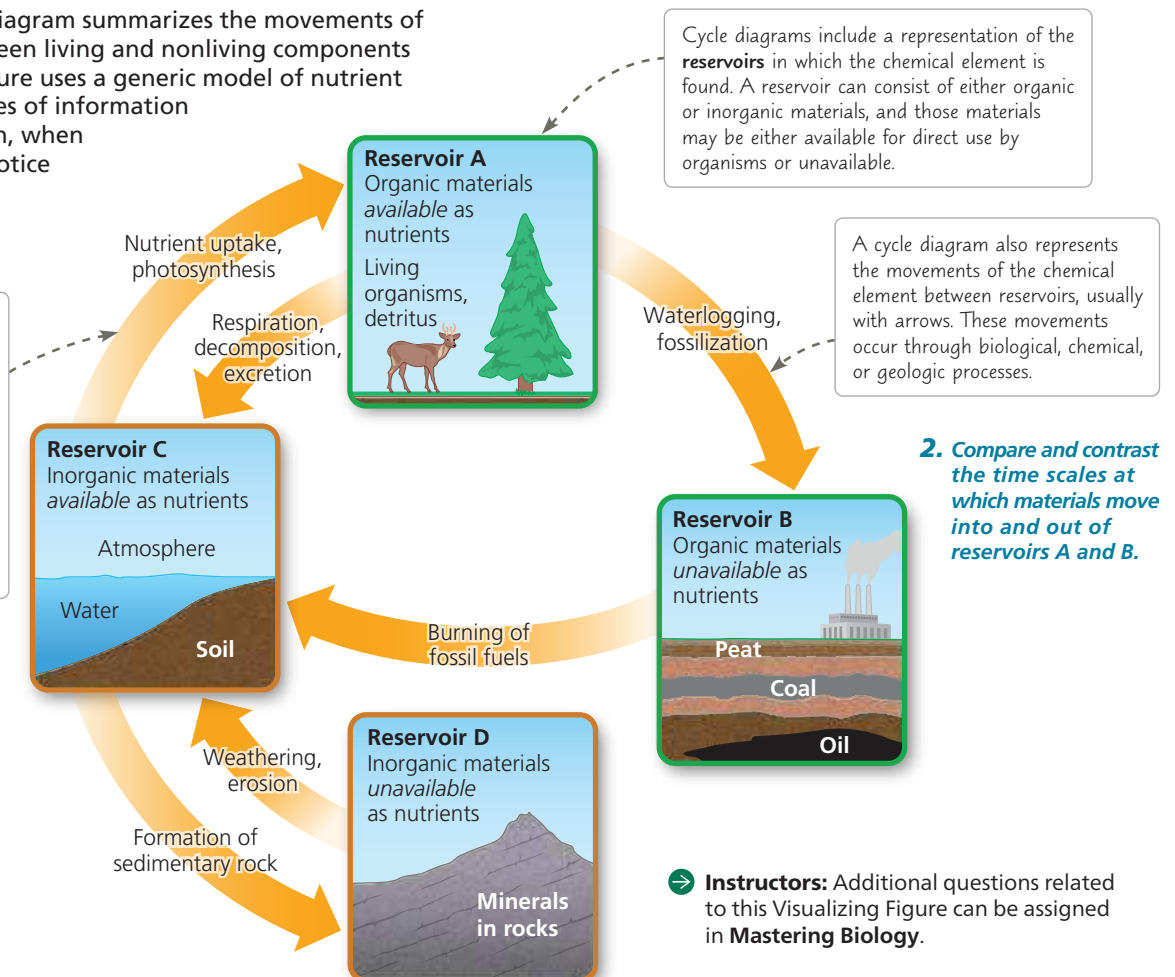 iagram summarizes the movements of
een living and nonliving components
ure uses a generic model of nutrient
es of information
n, when
otice
Cycle diagrams include a representation of the
reservoirs in which the chemical element is
found. A reservoir can consist of either organic
or inorganic materials, and those materials
may be either available for direct use by
organisms or unavailable.
Reservoir A
Organic materials
available as
nutrients
Living
organisms,
detritus
Nutrient uptake,
photosynthesis
Respiration,
decomposition,
excretion
Waterlogging,
fossilization
A cycle diagram also represents
the movements of the chemical
element between reservoirs, usually
with arrows. These movements
occur through biological, chemical,
or geologic processes.
2. Compare and contrast
the time scales at
which materials move
into and out of
reservoirs A and B.
Reservoir C
Inorganic materials
available as nutrients
Atmosphere
Water
Soil
Reservoir B
Organic materials
unavailable as
nutrients
Peat
Coal
Oil
Burning of
fossil fuels
Weathering,
erosion
Formation of
sedimentary rock
Reservoir D
Inorganic materials
unavailable
as nutrients
Minerals
in rocks
Instructors: Additional questions related
to this Visualizing Figure can be assigned
in Mastering Biology.